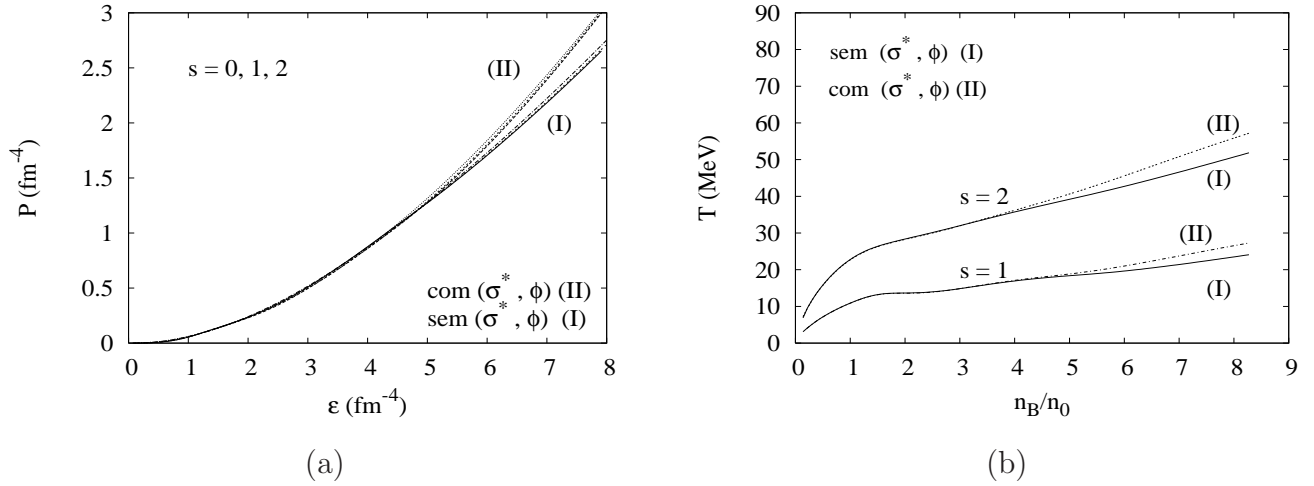 3
2.5
2
1.5
1
0.5
0
P (fm⁻⁴)
s = 0, 1, 2
(II)
(I)
com (σ*, ϕ) (II)
sem (σ*, ϕ) (I)
0 1 2 3 4 5 6 7 8
ε (fm⁻⁴)
(a)
90
80
70
60
50
40
30
20
10
0
T (MeV)
sem (σ*, ϕ) (I)
com (σ*, ϕ) (II)
(II)
s = 2
(I)
(II)
s = 1
(I)
0 1 2 3 4 5 6 7 8 9
n_B/n_0
(b)